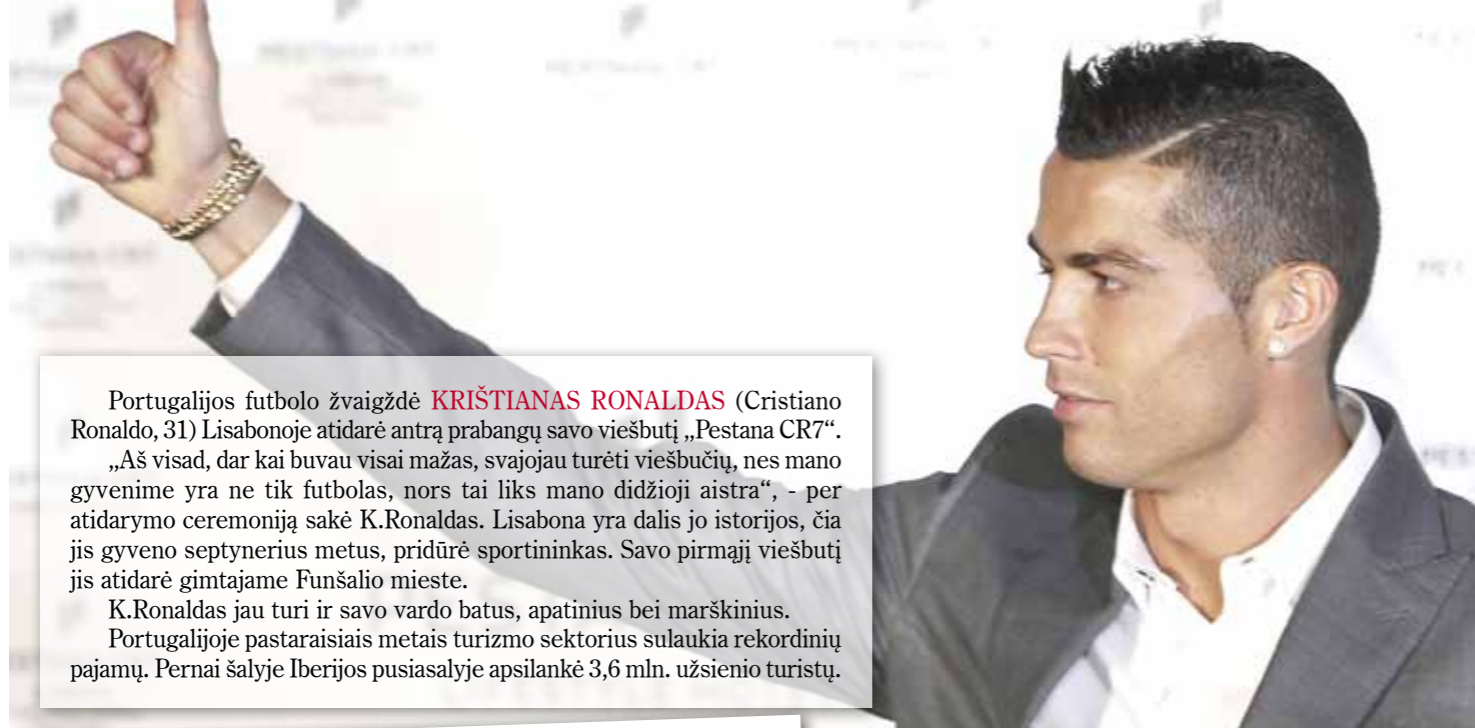 Portugalijos futbolo žvaigždė KRIŠTIANAS RONALDAS (Cristiano
Ronaldo, 31) Lisabonoje atidarė antrą prabangų savo viešbutį „Pestana CR7“.
„Aš visad, dar kai buvau visai mažas, svajojau turėti viešbučių, nes mano
gyvenime yra ne tik futbolas, nors tai liks mano didžioji aistra“, - per
atidarymo ceremoniją sakė K.Ronaldas. Lisabona yra dalis jo istorijos, čia
jis gyveno septynerius metus, pridūrė sportininkas. Savo pirmąjį viešbutį
jis atidarė gimtajame Funšalio mieste.
K.Ronaldas jau turi ir savo vardo batus, apatinius bei marškinius.
Portugalijoje pastaraisiais metais turizmo sektorius sulaukia rekordinių
pajamų. Pernai šalyje Iberijos pusiasalyje apsilankė 3,6 mln. užsienio turistų.